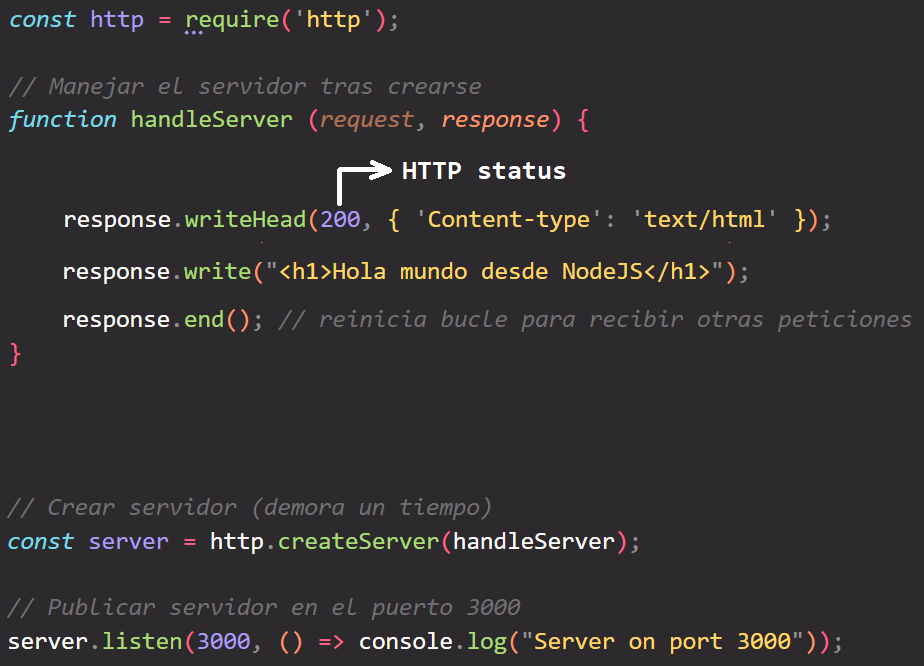 const http = require('http');
// Manejar el servidor tras crearse
function handleServer (request, response) {
HTTP status
response.writeHead(200, { 'Content-type': 'text/html' });
response.write("<h1>Hola mundo desde NodeJS</h1>");
response.end(); // reinicia bucle para recibir otras peticiones
}
// Crear servidor (demora un tiempo)
const server = http.createServer(handleServer);
// Publicar servidor en el puerto 3000
server.listen(3000, () => console.log("Server on port 3000"));